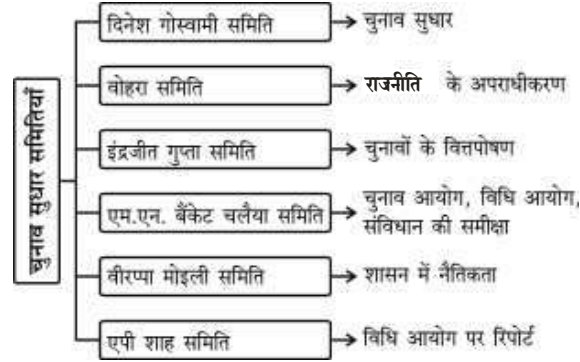 चुनाव सुधार समितियाँ
दिनेश गोस्वामी समिति → चुनाव सुधार
वोहरा समिति → राजनीति के अपराधीकरण
इंद्रजीत गुप्ता समिति → चुनावों के वित्तपोषण
एम.एन. बैंकेट चलैया समिति → चुनाव आयोग, विधि आयोग,
संविधान की समीक्षा
वीरप्पा मोइली समिति → शासन में नैतिकता
एपी शाह समिति → विधि आयोग पर रिपोर्ट